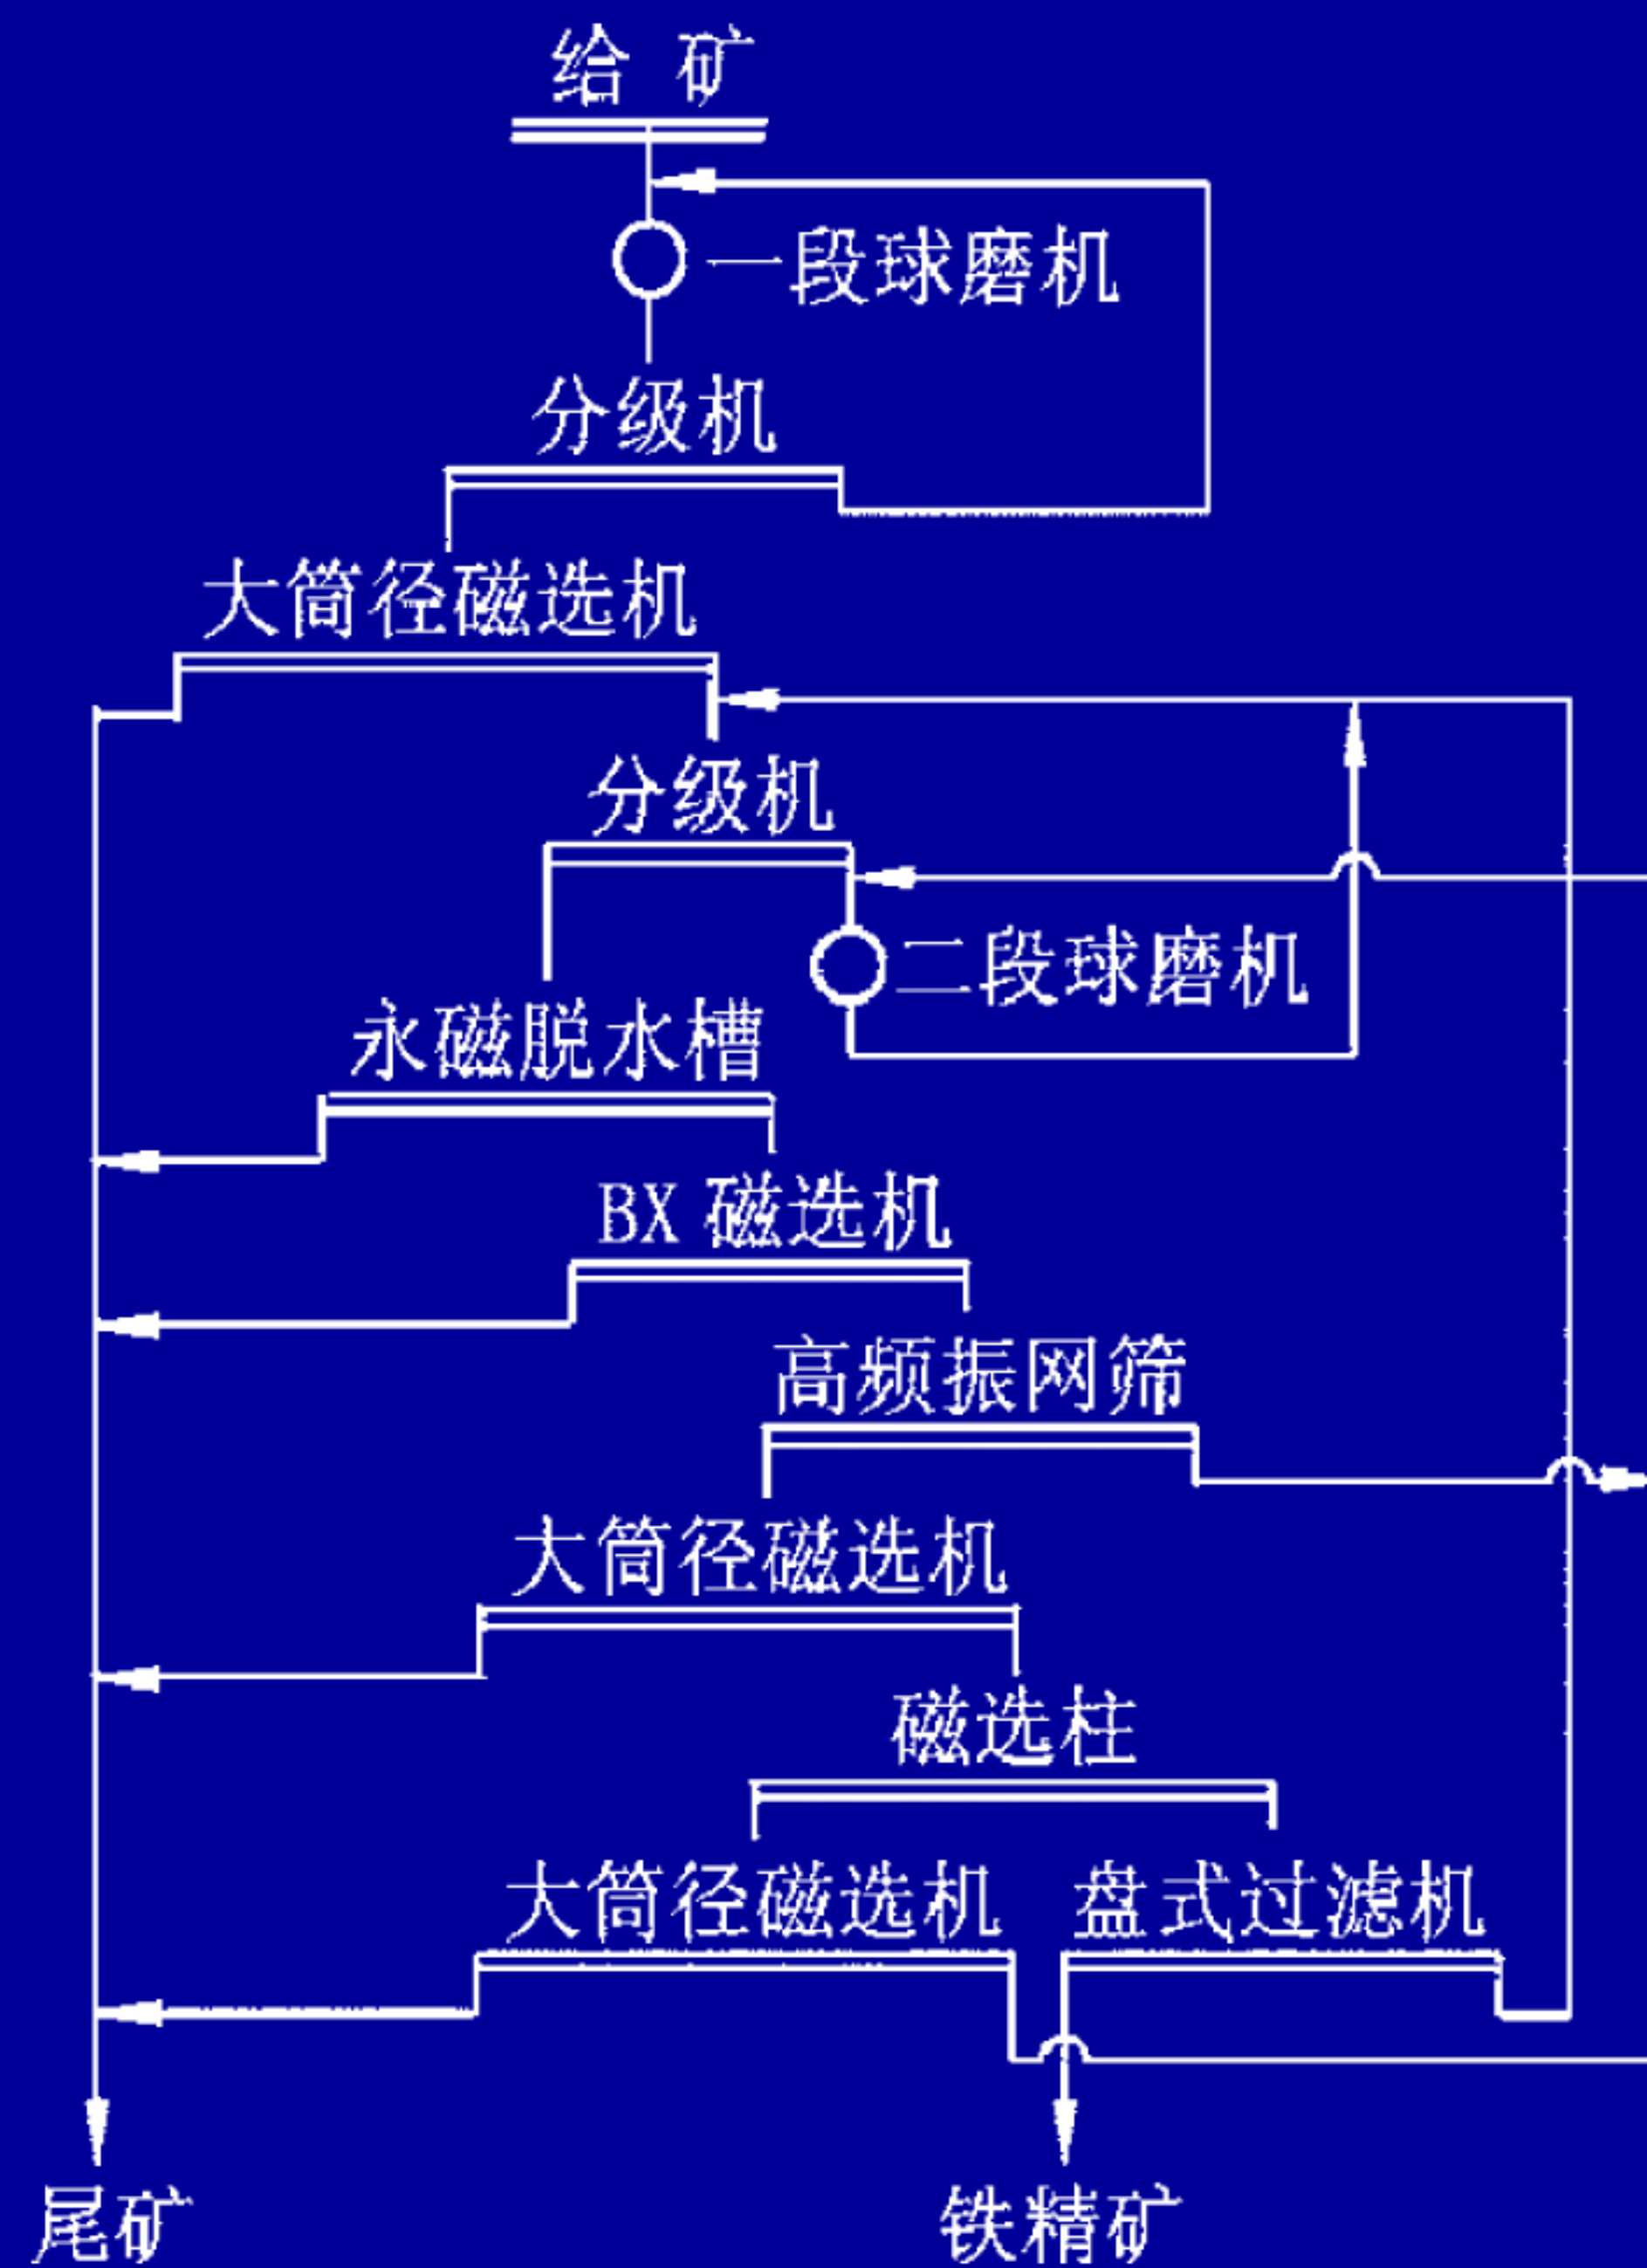 给 矿
一段球磨机
分级机
大筒径磁选机
分级机
二段球磨机
永磁脱水槽
BX 磁选机
高频振网筛
大筒径磁选机
磁选柱
大筒径磁选机 盘式过滤机
尾矿 铁精矿